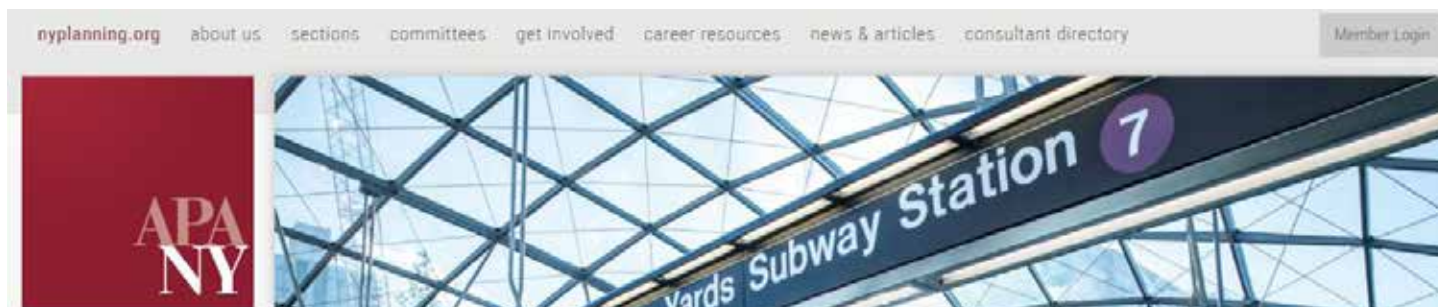 nyplanning.org about us sections committees get involved career resources news & articles consultant directory Member Login
APA
NY
Yards Subway Station 7